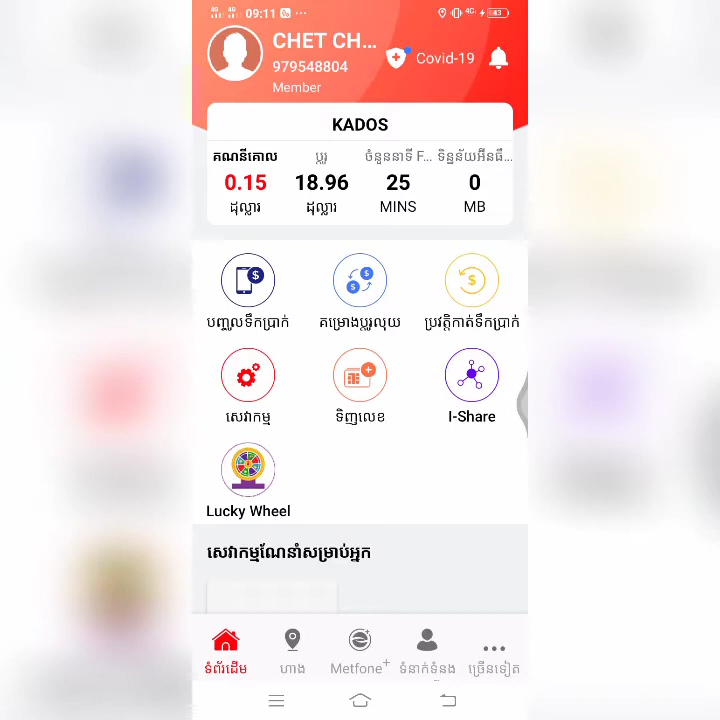 4G 4G 09:11 ... 4G 43
CHET CH...
979548804
Covid-19
Member
KADOS
គណនីគោល ប្តូរ ចំនួននាទី F... ទិន្នន័យអ៊ីនធឺ...
0.15 18.96 25 0
ដុល្លារ ដុល្លារ MINS MB
បញ្ចូលទឹកប្រាក់ គម្រោងប្តូរលុយ ប្រវត្តិកាត់ទឹកប្រាក់
សេវាកម្ម ទិញលេខ I-Share
Lucky Wheel
សេវាកម្មណែនាំសម្រាប់អ្នក
ទំព័រដើម ហាង Metfone+ ទំនាក់ទំនង ច្រើនទៀត